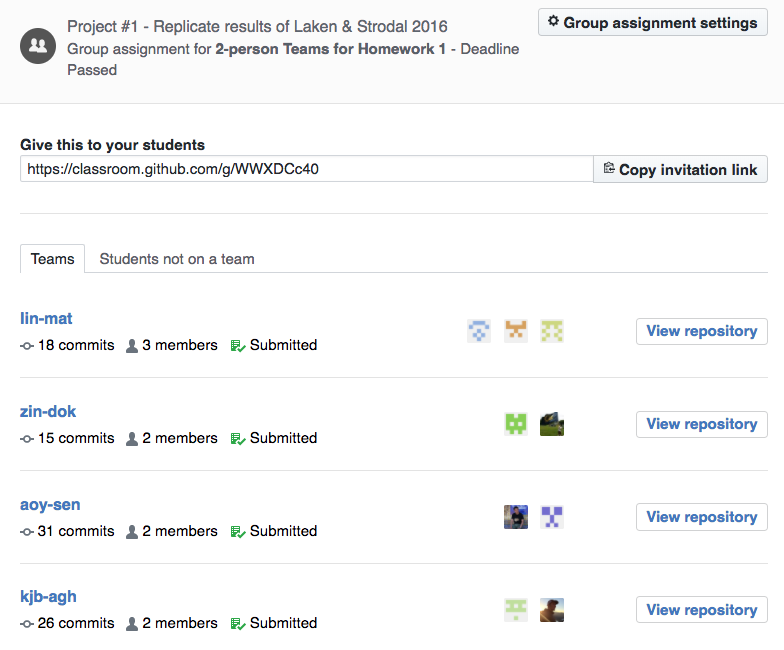 Project #1 - Replicate results of Laken & Strodal 2016
Group assignment for 2-person Teams for Homework 1 - Deadline
Passed
Group assignment settings
Give this to your students
https://classroom.github.com/g/WWXDCc40
Copy invitation link
Teams
Students not on a team
lin-mat
18 commits 3 members Submitted
View repository
zin-dok
15 commits 2 members Submitted
View repository
aoy-sen
31 commits 2 members Submitted
View repository
kjb-agh
26 commits 2 members Submitted
View repository